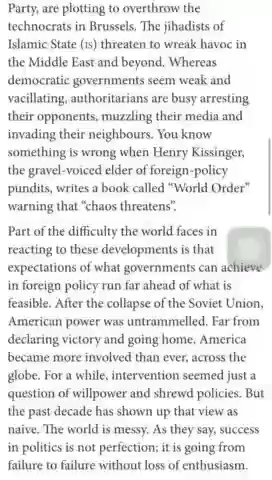 Party, are plotting to overthrow the
technocrats in Brussels. The jihadists of
Islamic State (IS) threaten to wreak havoc in
the Middle East and beyond. Whereas
democratic governments seem weak and
vacillating, authoritarians are busy arresting
their opponents, muzzling their media and
invading their neighbours. You know
something is wrong when Henry Kissinger,
the gravel-voiced elder of foreign-policy
pundits, writes a book called “World Order”
warning that “chaos threatens”.
Part of the difficulty the world faces in
reacting to these developments is that
expectations of what governments can achieve
in foreign policy run far ahead of what is
feasible. After the collapse of the Soviet Union,
American power was untrammelled. Far from
declaring victory and going home, America
became more involved than ever, across the
globe. For a while, intervention seemed just a
question of willpower and shrewd policies. But
the past decade has shown up that view as
naive. The world is messy. As they say, success
in politics is not perfection; it is going from
failure to failure without loss of enthusiasm.